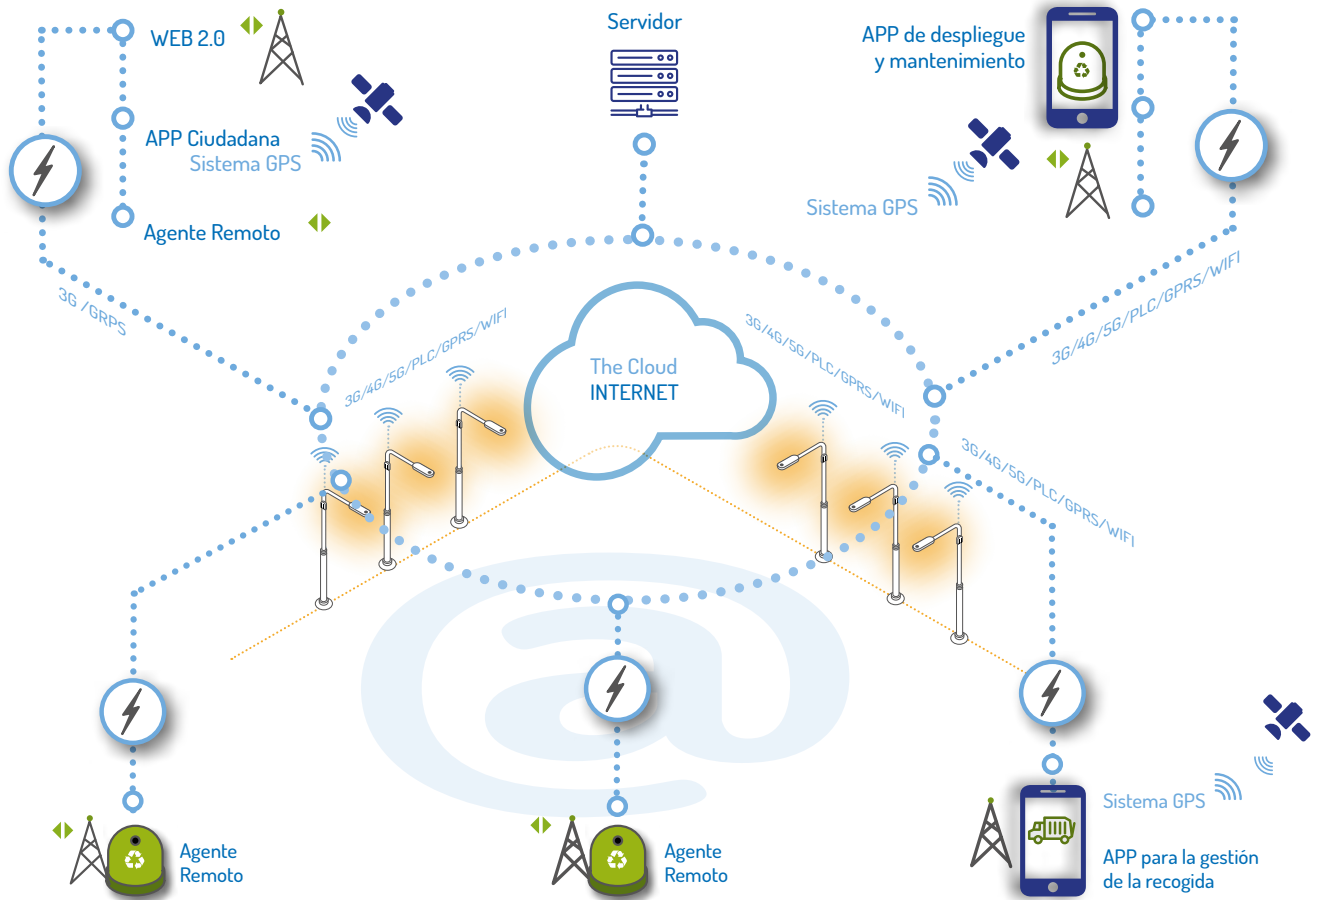 WEB 2.0
APP Ciudadana
Sistema GPS
Agente Remoto
3G /GRPS
Servidor
APP de despliegue
y mantenimiento
Sistema GPS
3G/4G/5G/PLC/GPRS/WIFI
3G/4G/5G/PLC/GPRS/WIFI
The Cloud
INTERNET
3G/4G/5G/PLC/GPRS/WIFI
3G/4G/5G/PLC/GPRS/WIFI
@
Agente
Remoto
Agente
Remoto
Sistema GPS
APP para la gestión
de la recogida